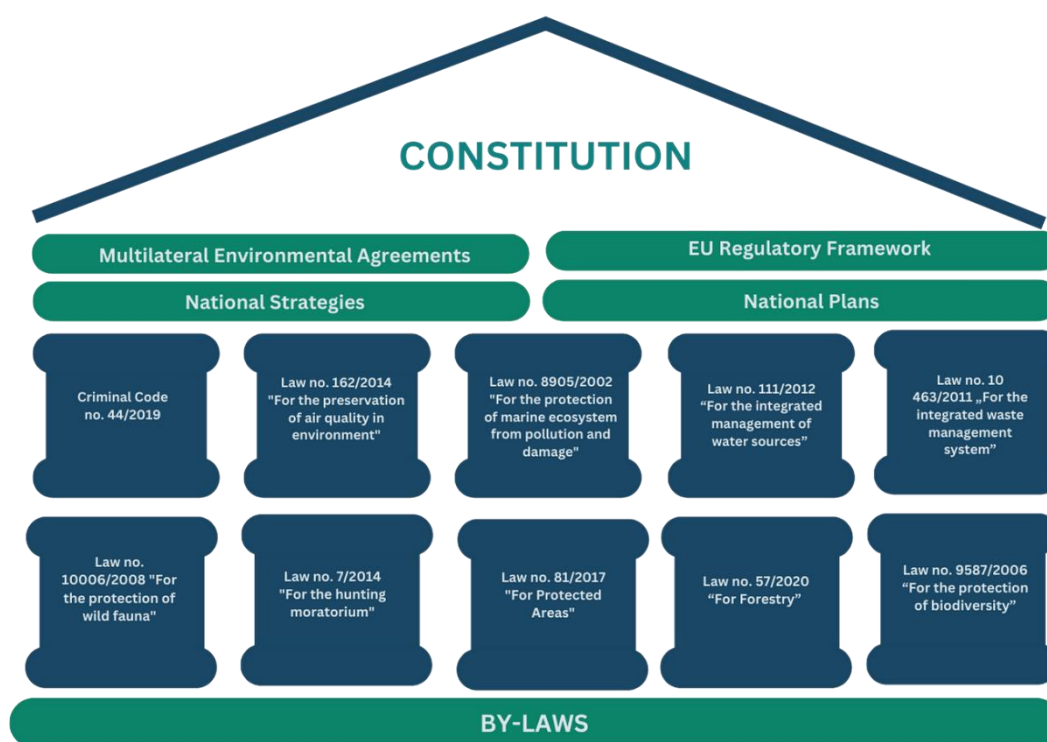 CONSTITUTION
Multilateral Environmental Agreements
EU Regulatory Framework
National Strategies
National Plans
Criminal Code
no. 44/2019
Law no. 162/2014
"For the preservation
of air quality in
environment"
Law no. 8905/2002
"For the protection
of marine ecosystem
from pollution and
damage"
Law no. 111/2012
“For the integrated
management of
water sources”
Law no. 10
463/2011 „For the
integrated waste
management
system”
Law no.
10006/2008 "For
the protection of
wild fauna"
Law no. 7/2014
"For the hunting
moratorium"
Law no. 81/2017
"For Protected
Areas"
Law no. 57/2020
“For Forestry”
Law no. 9587/2006
“For the protection
of biodiversity”
BY-LAWS